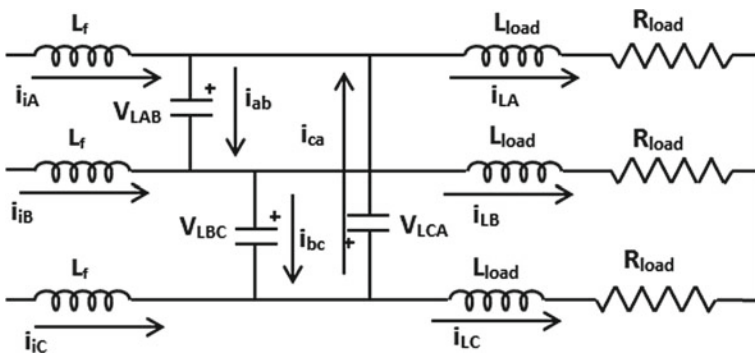 Lf Lload Rload
iiA VLAB + iab ica iLA
Lf Lload Rload
iiB VLBC + ibc + VLCA iLB
Lf Lload Rload
iiC iLC